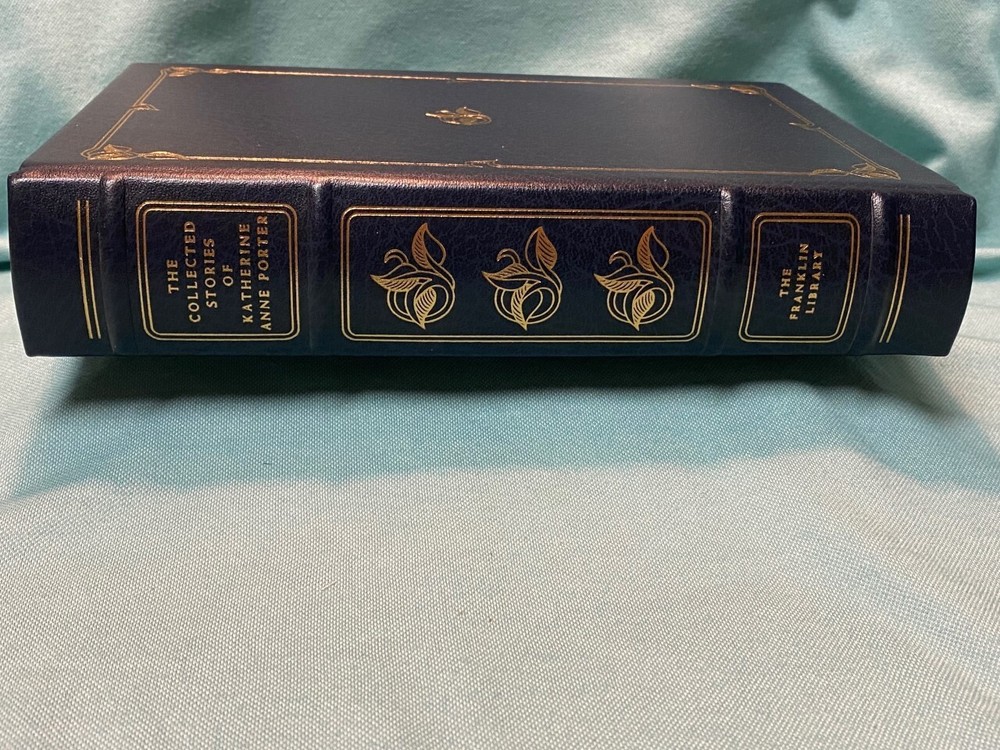 THE
COLLECTED
STORIES
OF
KATHERINE
ANNE PORTER
THE
FRANKLIN
LIBRARY